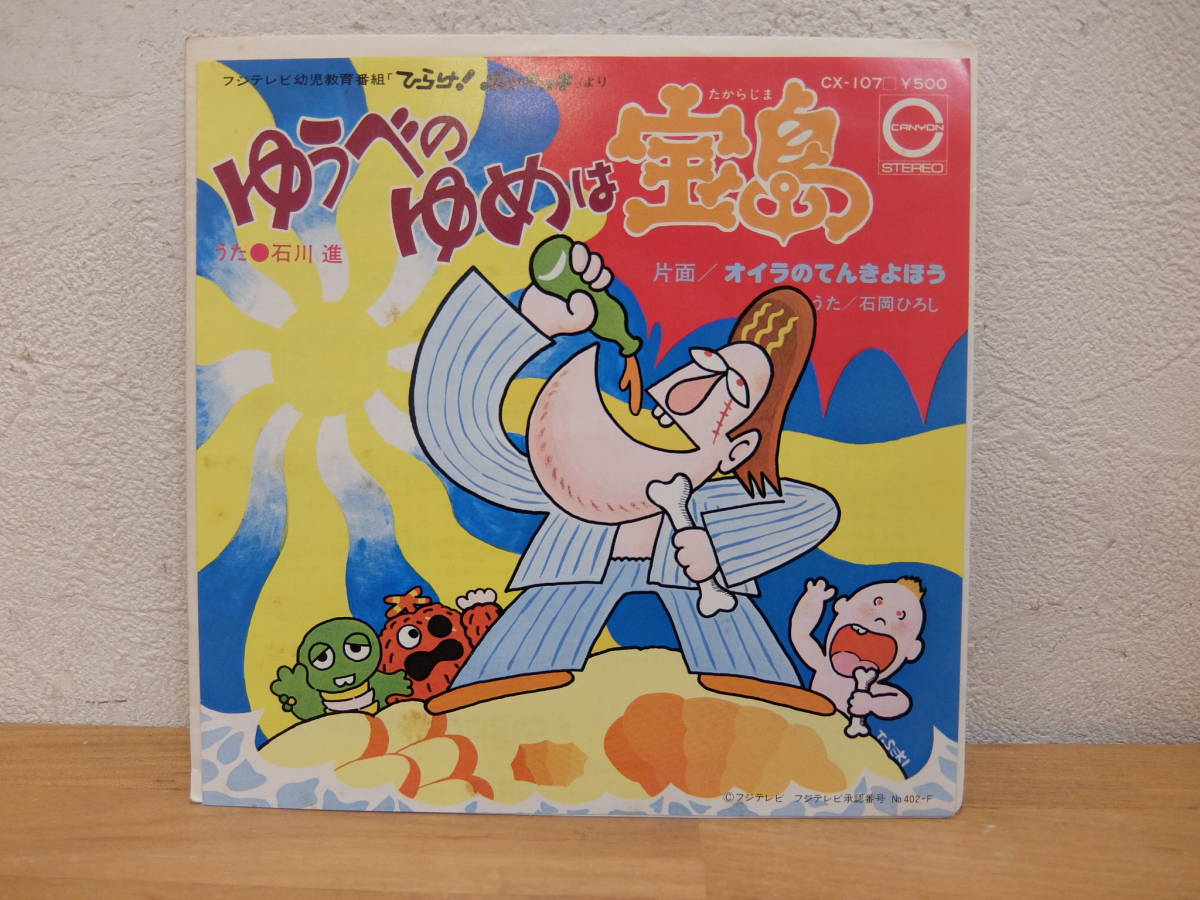 フジテレビ幼児教育番組「ひらけ!ポンキッキ」より
CX-107□ ¥500
CANYON
STEREO
ゆうべの
ゆめは
たからじま
宝島
うた●石川 進
片面/オイラのてんきよほう
うた/石岡ひろし
T.SEKI
©フジテレビ フジテレビ承認番号 No.402-F